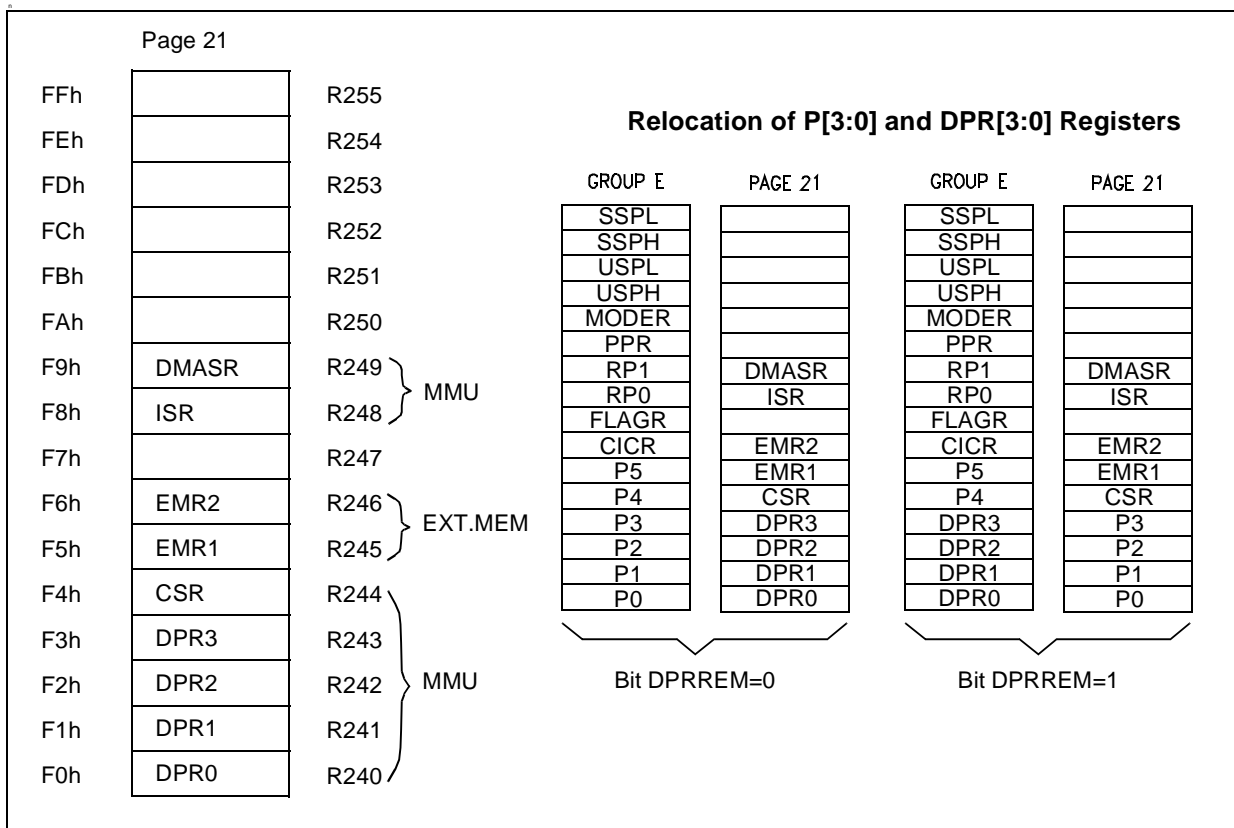 Page 21
FFh R255
FEh R254
FDh R253
FCh R252
FBh R251
FAh R250
F9h DMASR R249
F8h ISR R248
MMU
F7h R247
F6h EMR2 R246
F5h EMR1 R245
EXT.MEM
F4h CSR R244
F3h DPR3 R243
F2h DPR2 R242
F1h DPR1 R241
F0h DPR0 R240
MMU
Relocation of P[3:0] and DPR[3:0] Registers
GROUP E PAGE 21 GROUP E PAGE 21
SSPL SSPL
SSPH SSPH
USPL USPL
USPH USPH
MODER MODER
PPR PPR
RP1 DMASR RP1 DMASR
RP0 ISR RP0 ISR
FLAGR FLAGR
CICR EMR2 CICR EMR2
P5 EMR1 P5 EMR1
P4 CSR P4 CSR
P3 DPR3 DPR3 P3
P2 DPR2 DPR2 P2
P1 DPR1 DPR1 P1
P0 DPR0 DPR0 P0
Bit DPRREM=0 Bit DPRREM=1